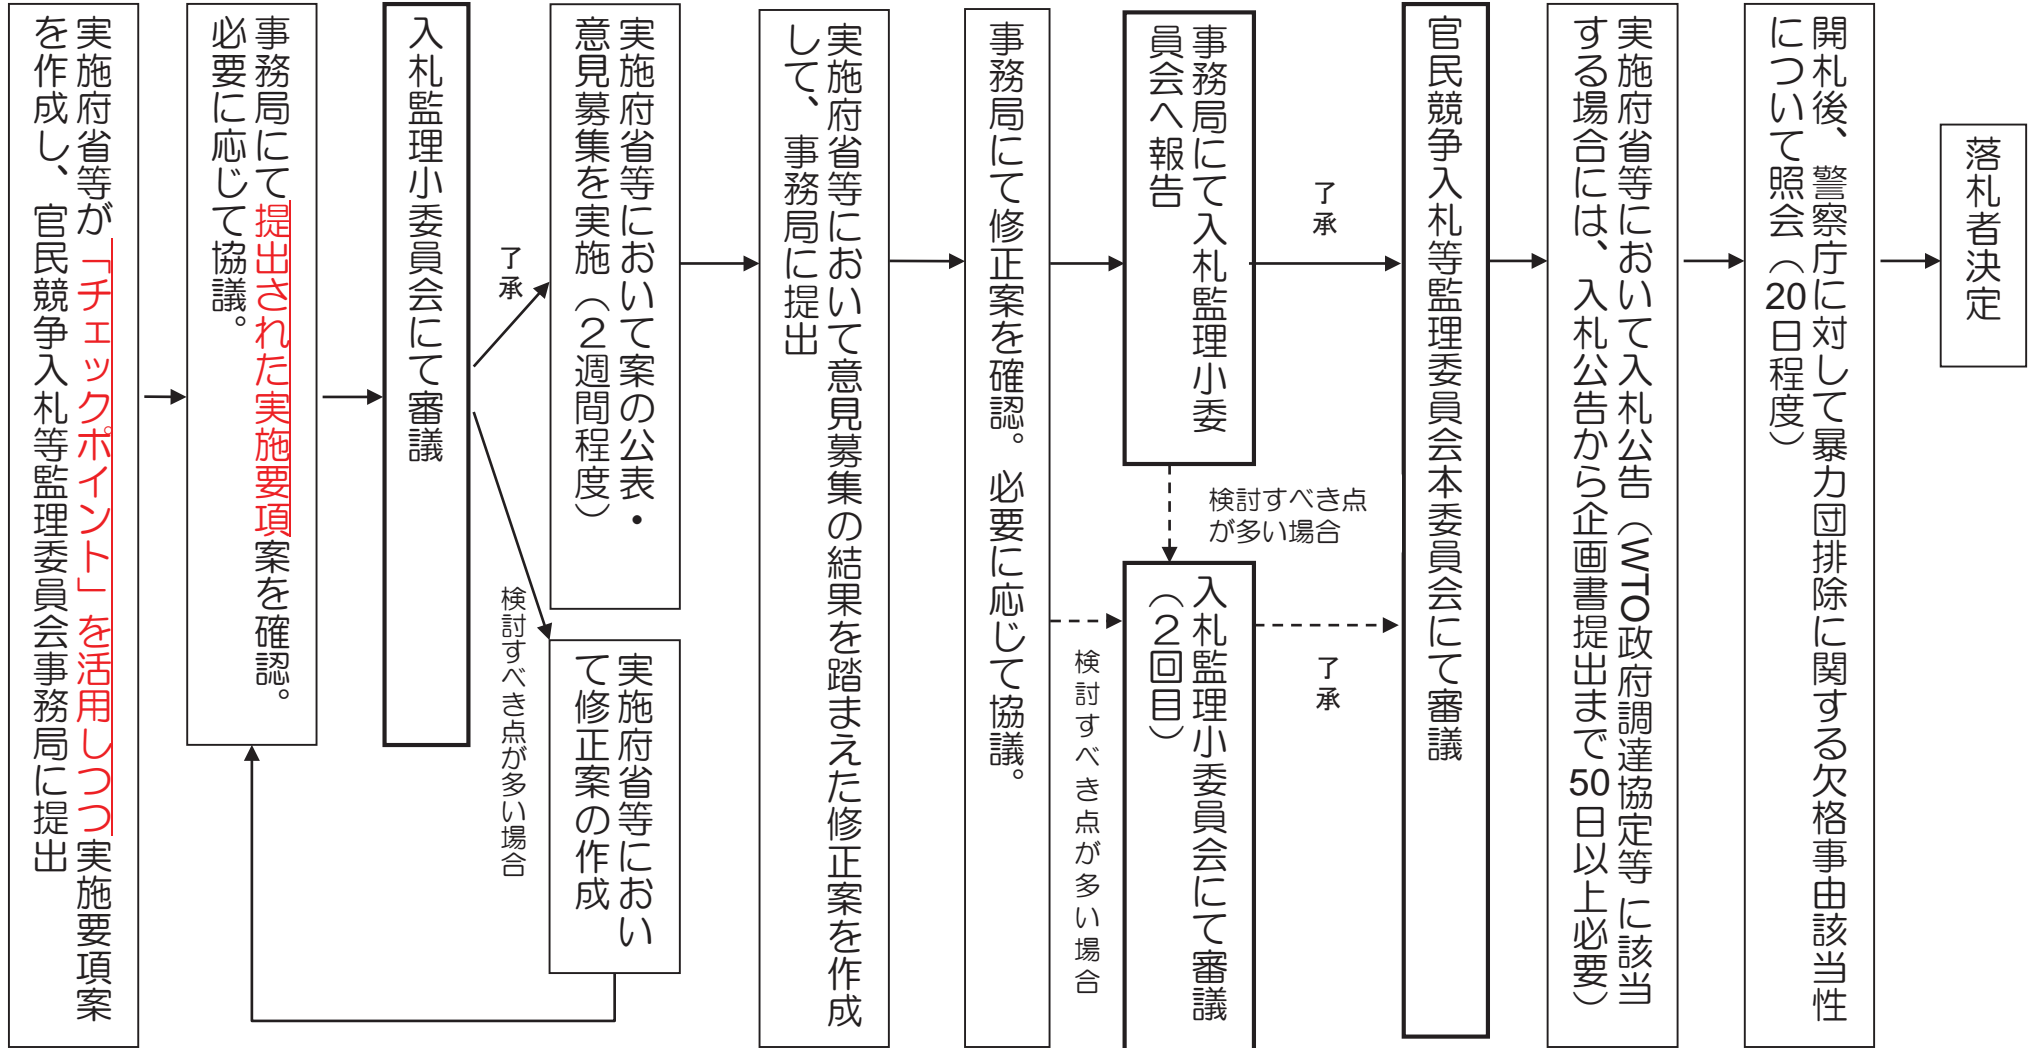 実施府省等が「チェックポイント」を活用しつつ実施要項案
を作成し、官民競争入札等監理委員会事務局に提出
事務局にて提出された実施要項案を確認。
必要に応じて協議。
入札監理小委員会にて審議
了承
検討すべき点が多い場合
実施府省等において案の公表・
意見募集を実施（２週間程度）
実施府省等におい
て修正案の作成
実施府省等において意見募集の結果を踏まえた修正案を作成
して、事務局に提出
事務局にて修正案を確認。必要に応じて協議。
検討すべき点が多い場合
事務局にて入札監理小委
員会へ報告
検討すべき点
が多い場合
入札監理小委員会にて審議
（２回目）
了承
了承
官民競争入札等監理委員会本委員会にて審議
実施府省等において入札公告（WTO政府調達協定等に該当
する場合には、入札公告から企画書提出まで50日以上必要）
開札後、警察庁に対して暴力団排除に関する欠格事由該当性
について照会（20日程度）
落札者決定